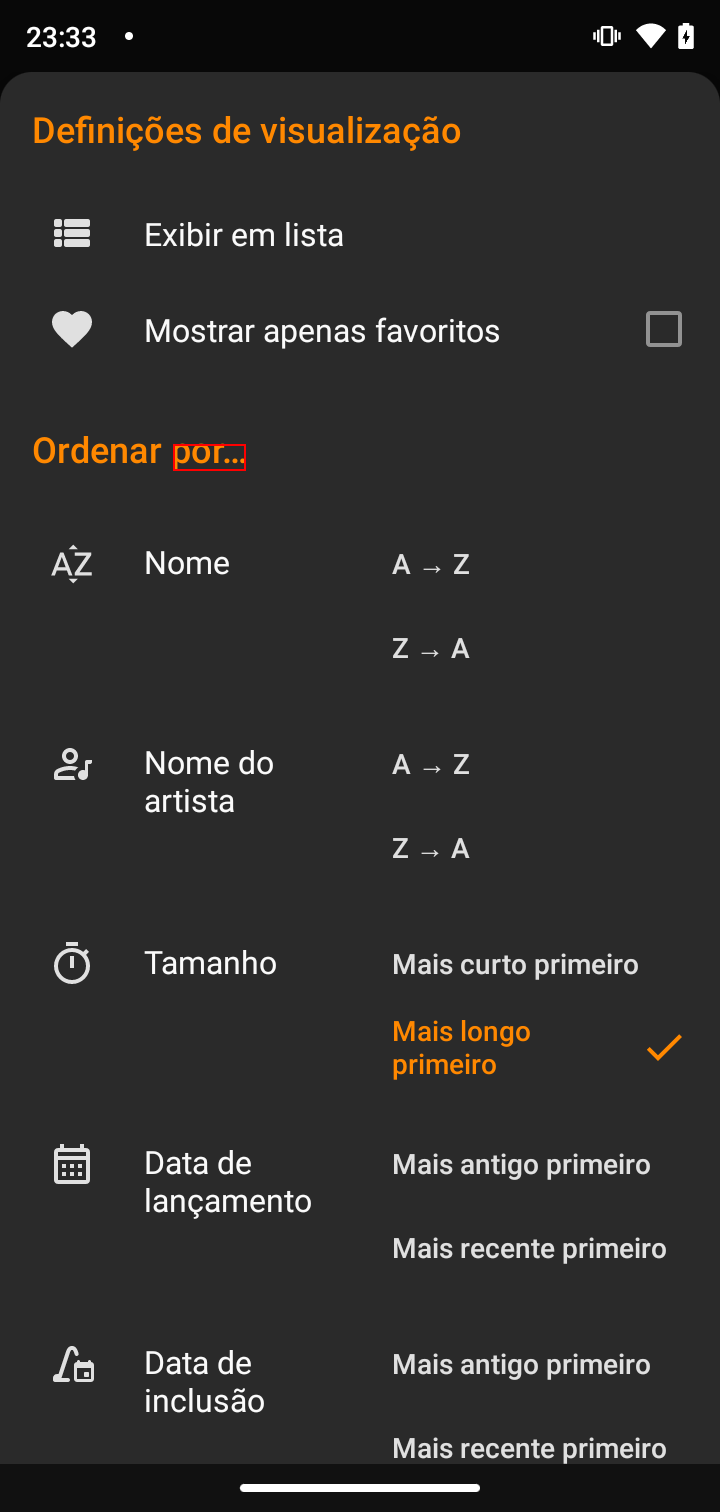 23:33
Definições de visualização
Exibir em lista
Mostrar apenas favoritos
Ordenar por...
Nome
A → Z
Z → A
Nome do
artista
A → Z
Z → A
Tamanho
Mais curto primeiro
Mais longo
primeiro
Data de
lançamento
Mais antigo primeiro
Mais recente primeiro
Data de
inclusão
Mais antigo primeiro
Mais recente primeiro